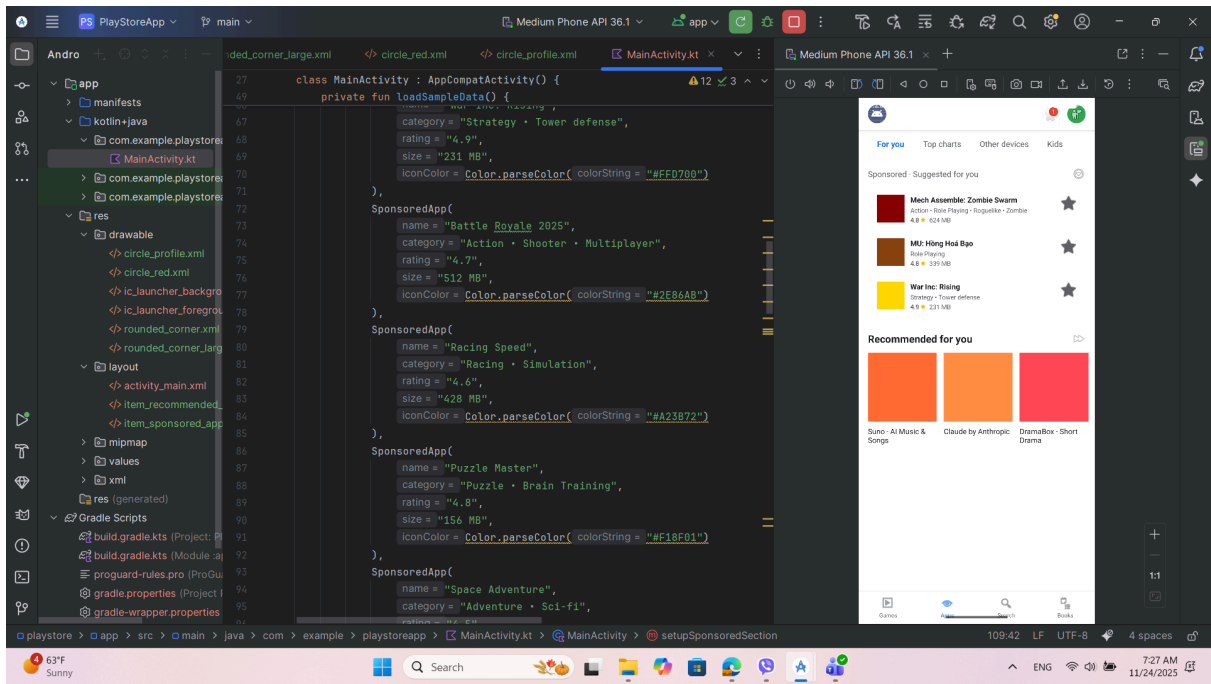 PS PlayStoreApp main Medium Phone API 36.1 app
Andro
ded_corner_large.xml circle_red.xml circle_profile.xml MainActivity.kt Medium Phone API 36.1
app
manifests
kotlin+java
com.example.playstorea
MainActivity.kt
com.example.playstorea
com.example.playstorea
res
drawable
circle_profile.xml
circle_red.xml
ic_launcher_backgro
ic_launcher_foregrou
rounded_corner.xml
rounded_corner_larg
layout
activity_main.xml
item_recommended_
item_sponsored_app
mipmap
values
xml
res (generated)
Gradle Scripts
build.gradle.kts (Project: P
build.gradle.kts (Module :a
proguard-rules.pro (ProGu
gradle.properties (Project
gradle-wrapper.properties
12 3
27 class MainActivity : AppCompatActivity() {
49 private fun loadSampleData() {
67 category = "Strategy • Tower defense",
68 rating = "4.9",
69 size = "231 MB",
70 iconColor = Color.parseColor( colorString = "#FFD700")
71 ),
72 SponsoredApp(
73 name = "Battle Royale 2025",
74 category = "Action • Shooter • Multiplayer",
75 rating = "4.7",
76 size = "512 MB",
77 iconColor = Color.parseColor( colorString = "#2E86AB")
78 ),
79 SponsoredApp(
80 name = "Racing Speed",
81 category = "Racing • Simulation",
82 rating = "4.6",
83 size = "428 MB",
84 iconColor = Color.parseColor( colorString = "#A23B72")
85 ),
86 SponsoredApp(
87 name = "Puzzle Master",
88 category = "Puzzle • Brain Training",
89 rating = "4.8",
90 size = "156 MB",
91 iconColor = Color.parseColor( colorString = "#F18F01")
92 ),
93 SponsoredApp(
94 name = "Space Adventure",
95 category = "Adventure • Sci-fi",
1
For you Top charts Other devices Kids
Sponsored · Suggested for you
Mech Assemble: Zombie Swarm
Action • Role Playing • Roguelike • Zombie
4.8 624 MB
MU: Hồng Hoả Đạo
Role Playing
4.8 339 MB
War Inc: Rising
Strategy • Tower defense
4.9 231 MB
Recommended for you
Suno - AI Music & Songs
Claude by Anthropic
DramaBox - Short Drama
Games Books
1:1
playstore > app > src > main > java > com > example > playstoreapp > MainActivity.kt > MainActivity > setupSponsoredSection 109:42 LF UTF-8 4 spaces
4 63°F
Sunny
Search
ENG 7:27 AM
11/24/2025